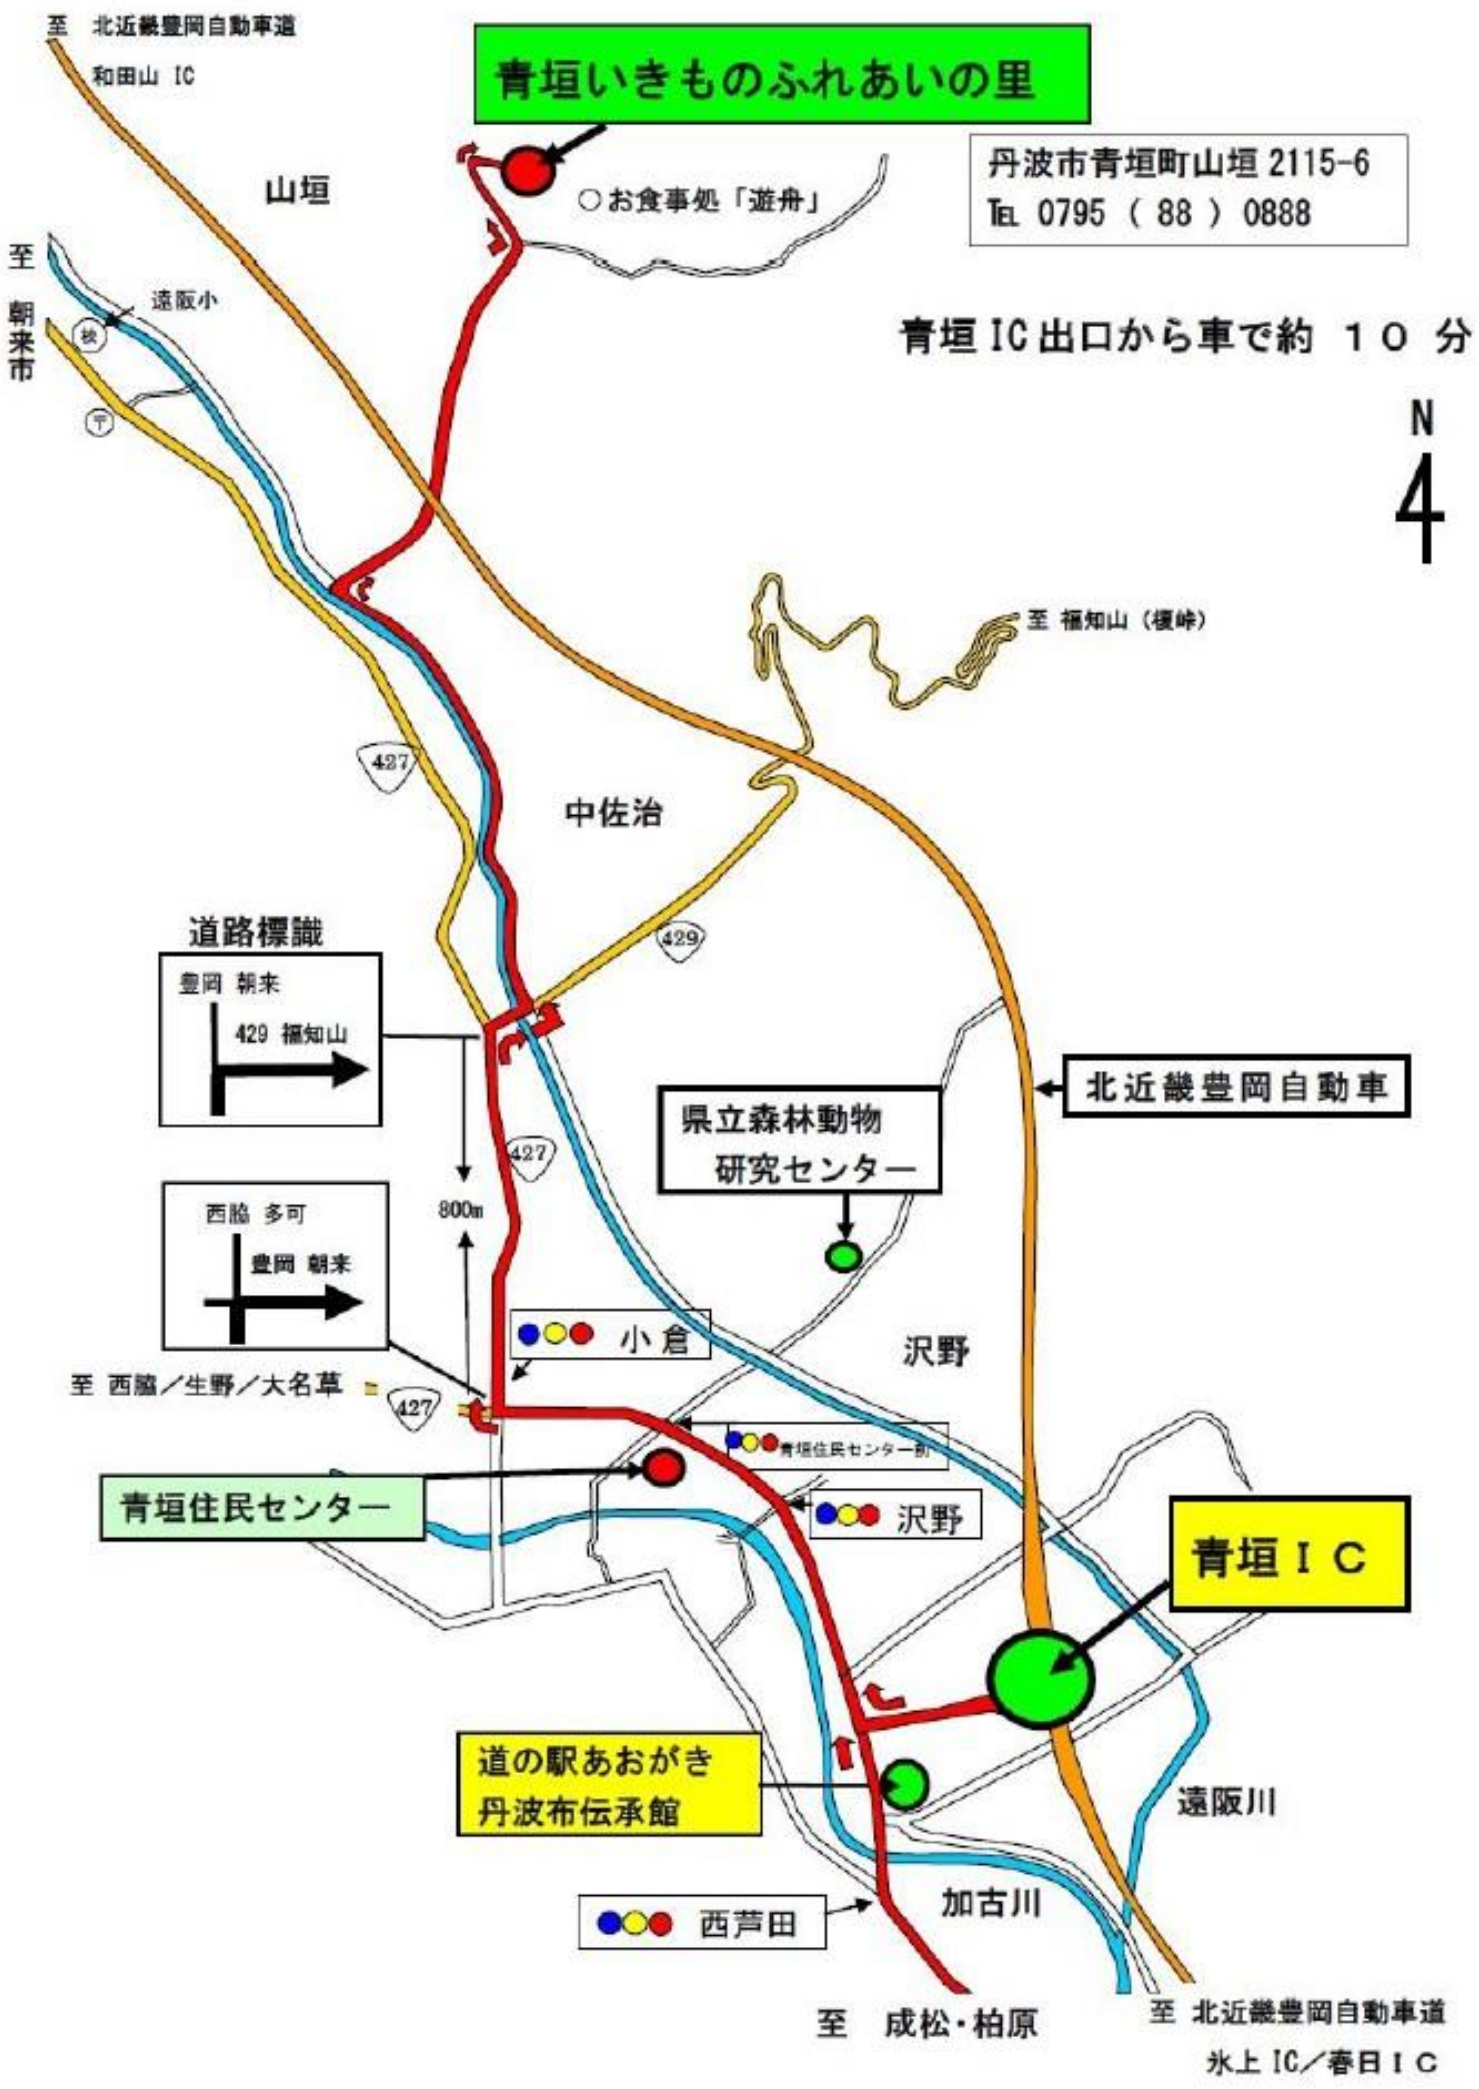 至 北近畿豊岡自動車道
和田山 IC
青垣いきものふれあいの里
丹波市青垣町山垣 2115-6
TEL 0795 ( 88 ) 0888
山垣
○お食事処「遊舟」
至 朝来市
遠阪小
校
〒
青垣 IC 出口から車で約 １０ 分
N
至 福知山（榎峠）
427
中佐治
429
道路標識
豊岡 朝来
429 福知山
北近畿豊岡自動車
県立森林動物
研究センター
427
800m
西脇 多可
豊岡 朝来
小倉
沢野
至 西脇／生野／大名草
427
青垣住民センター前
青垣住民センター
沢野
青垣ＩＣ
道の駅あおがき
丹波布伝承館
遠阪川
加古川
西芦田
至 成松・柏原
至 北近畿豊岡自動車道
氷上 IC／春日ＩＣ